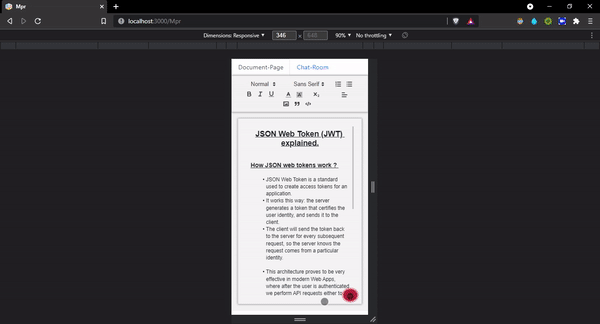 Mpr
localhost:3000/Mpr
Dimensions: Responsive 346 x 648 90% No throttling
Document-Page Chat-Room
Normal Sans Serif
B I U A A X₂
JSON Web Token (JWT)
explained.
How JSON web tokens work ?
• JSON Web Token is a standard
used to create access tokens for an
application.
• It works this way: the server
generates a token that certifies the
user identity, and sends it to the
client.
• The client will send the token back
to the server for every subsequent
request, so the server knows the
request comes from a particular
identity.
• This architecture proves to be very
effective in modern Web Apps,
where after the user is authenticated
we perform API requests either to